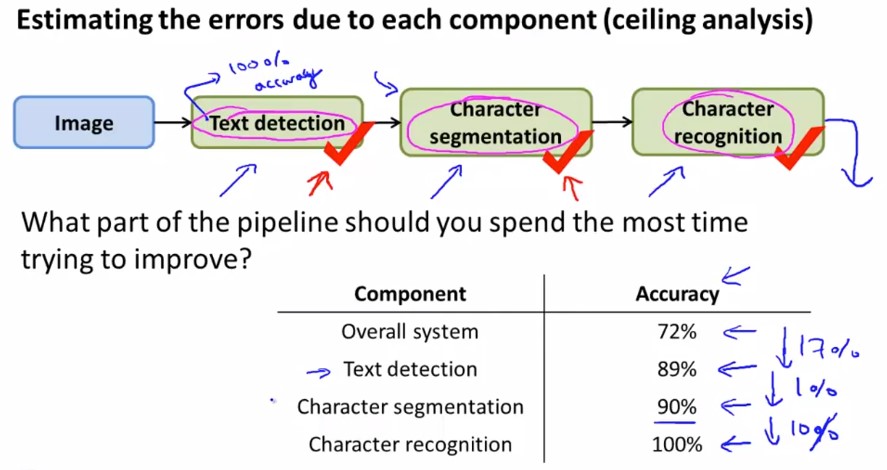 Estimating the errors due to each component (ceiling analysis)
100%
accuracy
Image
Text detection
Character
segmentation
Character
recognition
What part of the pipeline should you spend the most time
trying to improve?
Component Accuracy
Overall system 72%
17%
Text detection 89%
1%
Character segmentation 90%
10%
Character recognition 100%